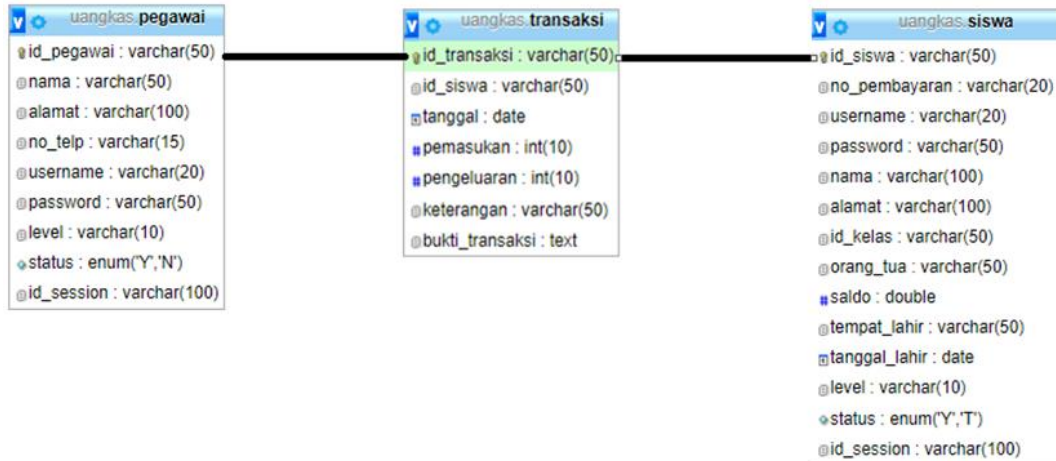 uangkas.pegawai
id_pegawai : varchar(50)
nama : varchar(50)
alamat : varchar(100)
no_telp : varchar(15)
username : varchar(20)
password : varchar(50)
level : varchar(10)
status : enum('Y','N')
id_session : varchar(100)
uangkas.transaksi
id_transaksi : varchar(50)
id_siswa : varchar(50)
tanggal : date
pemasukan : int(10)
pengeluaran : int(10)
keterangan : varchar(50)
bukti_transaksi : text
uangkas.siswa
id_siswa : varchar(50)
no_pembayaran : varchar(20)
username : varchar(20)
password : varchar(50)
nama : varchar(100)
alamat : varchar(100)
id_kelas : varchar(50)
orang_tua : varchar(50)
saldo : double
tempat_lahir : varchar(50)
tanggal_lahir : date
level : varchar(10)
status : enum('Y','T')
id_session : varchar(100)